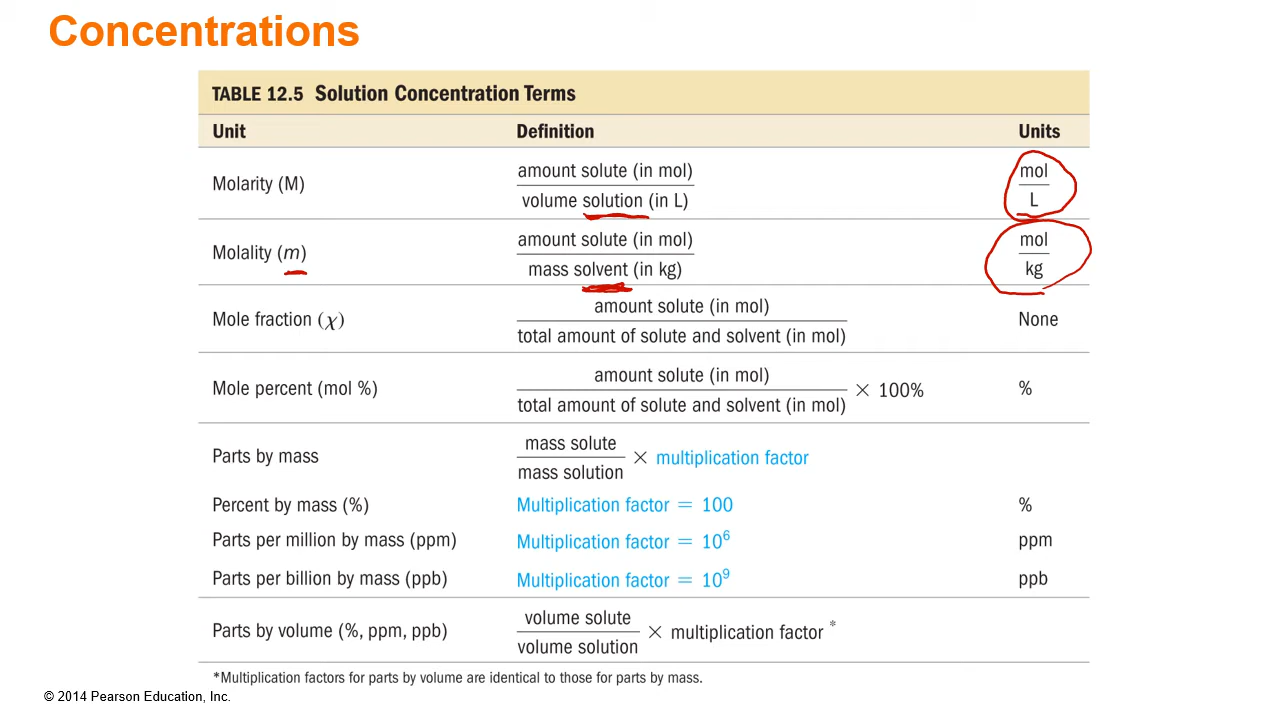 Concentrations
TABLE 12.5 Solution Concentration Terms
Unit Definition Units
Molarity (M) amount solute (in mol) / volume solution (in L) mol / L
Molality (m) amount solute (in mol) / mass solvent (in kg) mol / kg
Mole fraction (χ) amount solute (in mol) / total amount of solute and solvent (in mol) None
Mole percent (mol %) amount solute (in mol) / total amount of solute and solvent (in mol) × 100% %
Parts by mass mass solute / mass solution × multiplication factor
Percent by mass (%) Multiplication factor = 100 %
Parts per million by mass (ppm) Multiplication factor = 10⁶ ppm
Parts per billion by mass (ppb) Multiplication factor = 10⁹ ppb
Parts by volume (%, ppm, ppb) volume solute / volume solution × multiplication factor *
*Multiplication factors for parts by volume are identical to those for parts by mass.
© 2014 Pearson Education, Inc.